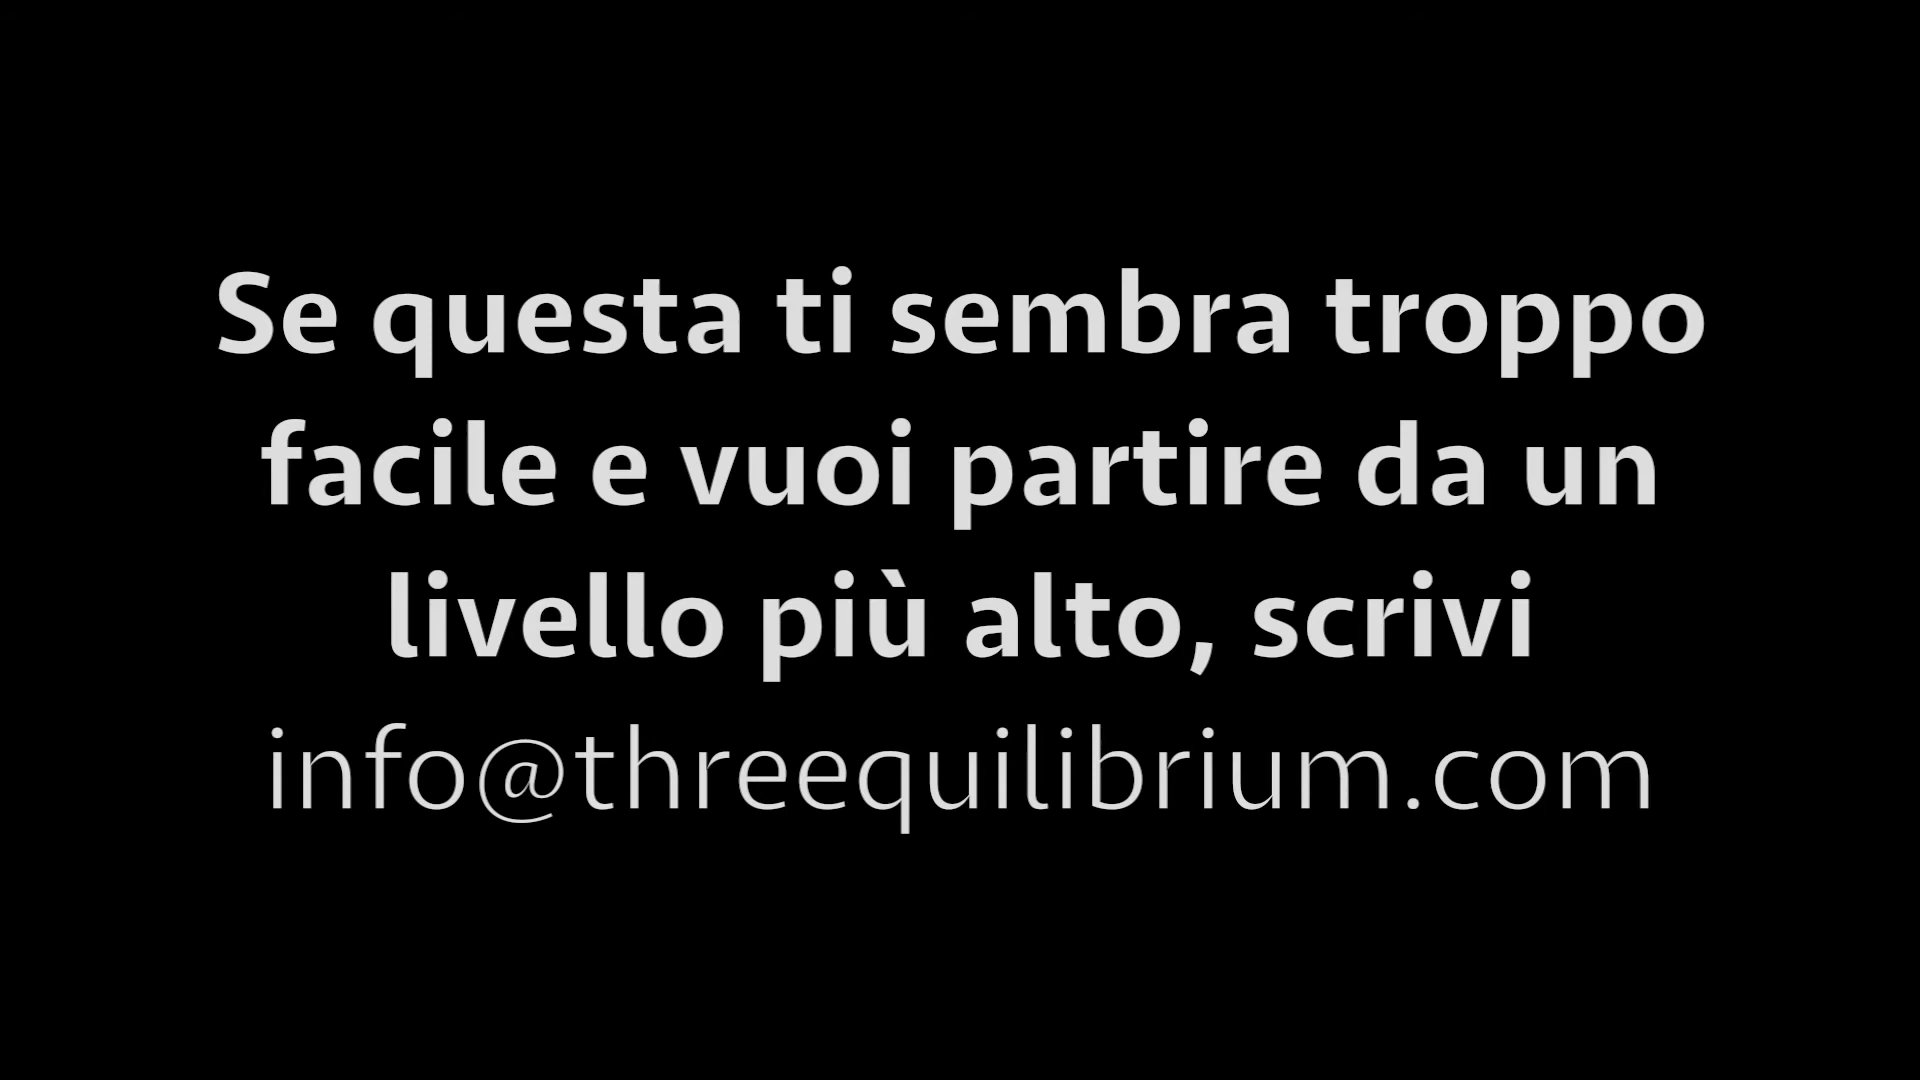 Se questa ti sembra troppo
facile e vuoi partire da un
livello più alto, scrivi
info@threequilibrium.com